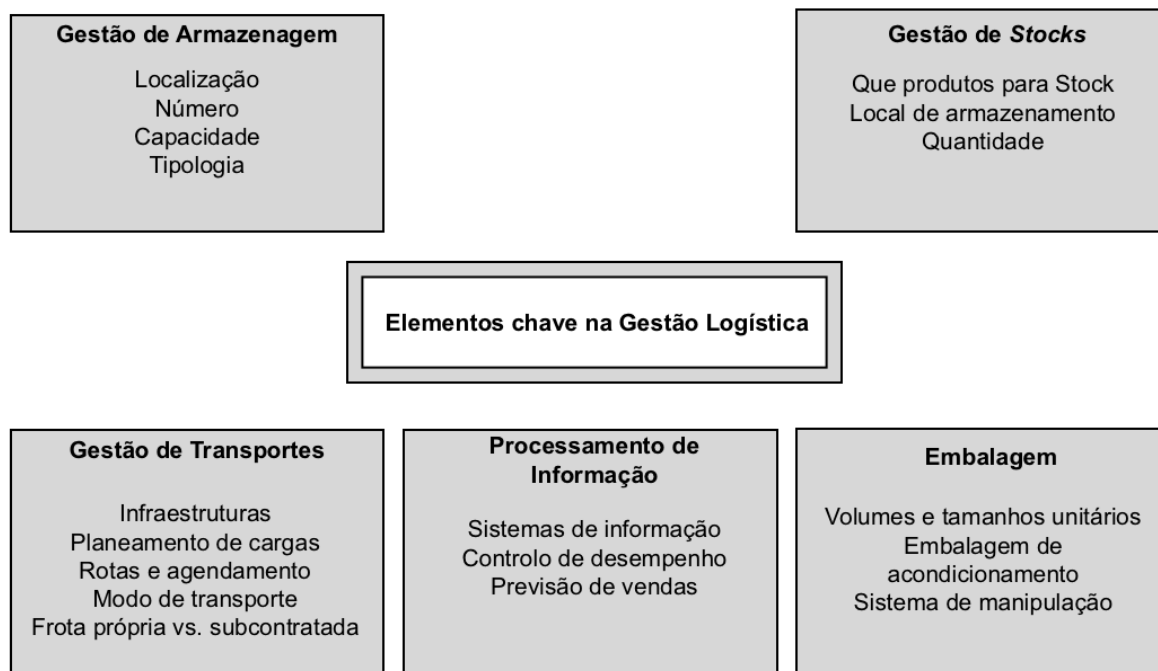 Gestão de Armazenagem
Localização
Número
Capacidade
Tipologia
Gestão de Stocks
Que produtos para Stock
Local de armazenamento
Quantidade
Elementos chave na Gestão Logística
Gestão de Transportes
Infraestruturas
Planeamento de cargas
Rotas e agendamento
Modo de transporte
Frota própria vs. subcontratada
Processamento de
Informação
Sistemas de informação
Controlo de desempenho
Previsão de vendas
Embalagem
Volumes e tamanhos unitários
Embalagem de
acondicionamento
Sistema de manipulação